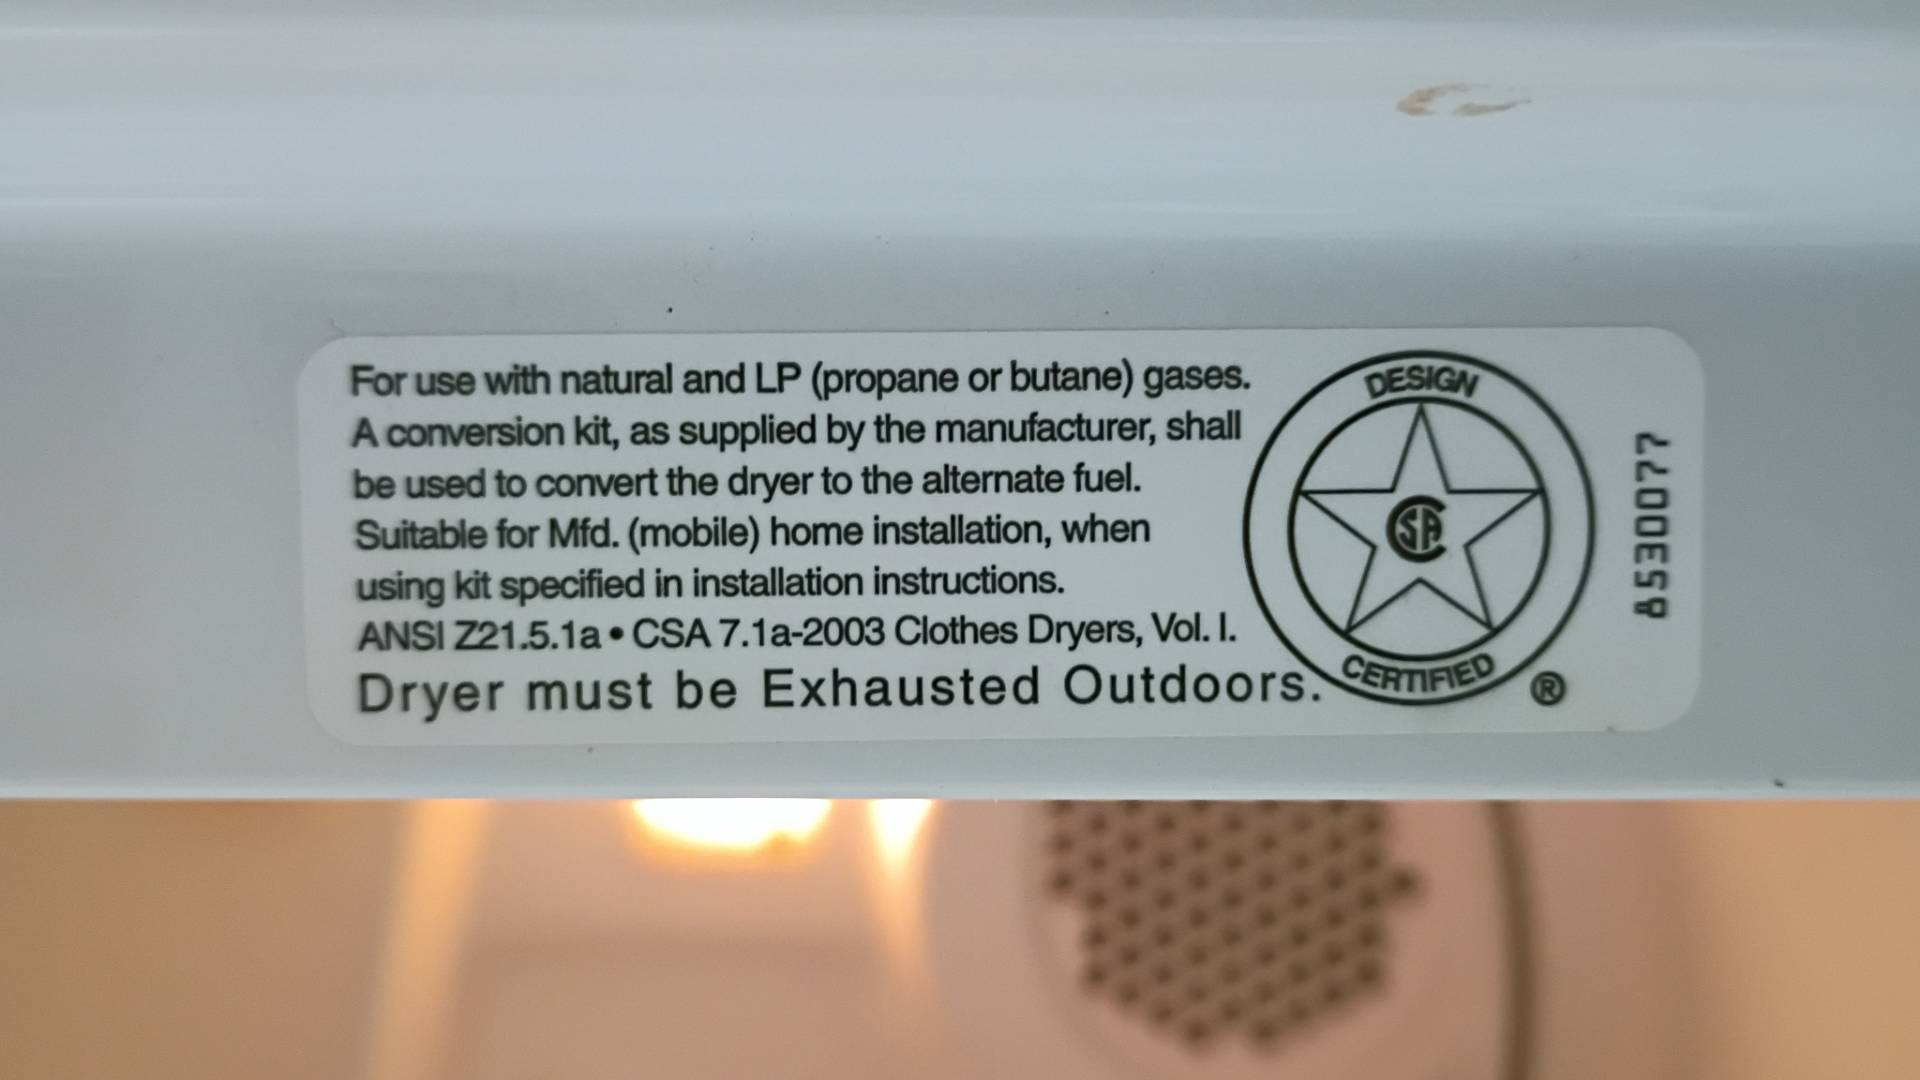 For use with natural and LP (propane or butane) gases.
A conversion kit, as supplied by the manufacturer, shall
be used to convert the dryer to the alternate fuel.
Suitable for Mfd. (mobile) home installation, when
using kit specified in installation instructions.
ANSI Z21.5.1a • CSA 7.1a-2003 Clothes Dryers, Vol. I.
Dryer must be Exhausted Outdoors.
DESIGN
CSA
CERTIFIED
®
8530077